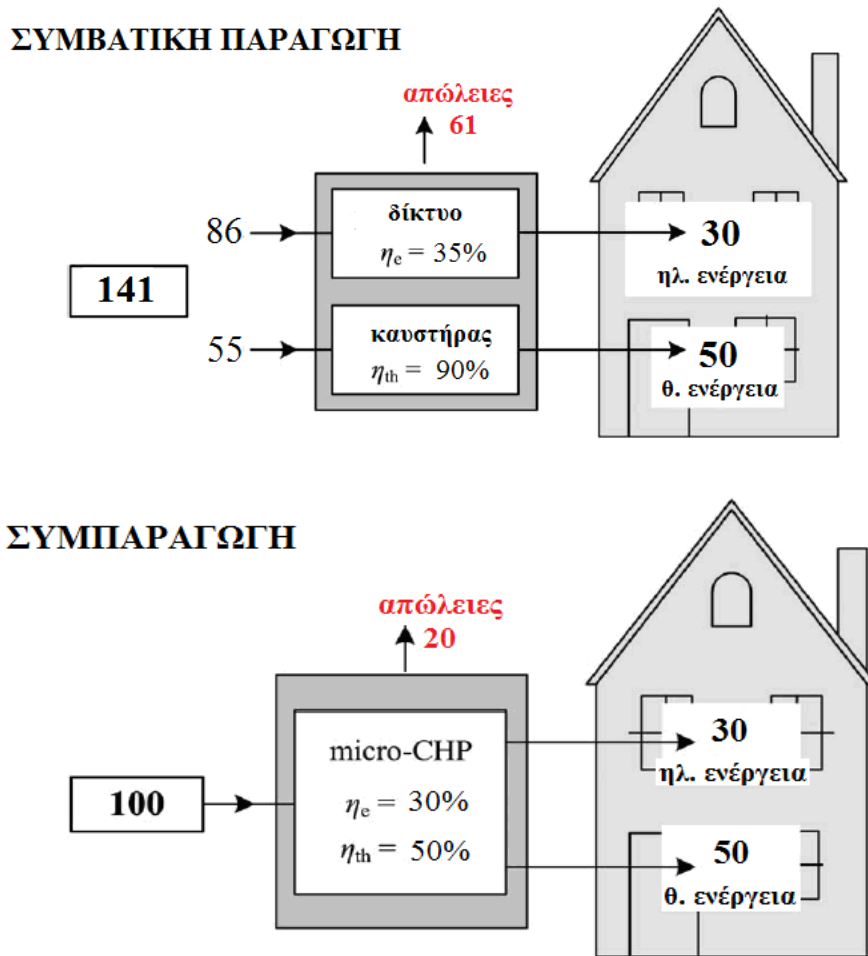 ΣΥΜΒΑΤΙΚΗ ΠΑΡΑΓΩΓΗ
απώλειες
61
86
δίκτυο
ηe = 35%
30
ηλ. ενέργεια
141
55
καυστήρας
ηth = 90%
50
θ. ενέργεια
ΣΥΜΠΑΡΑΓΩΓΗ
απώλειες
20
100
micro-CHP
ηe = 30%
ηth = 50%
30
ηλ. ενέργεια
50
θ. ενέργεια